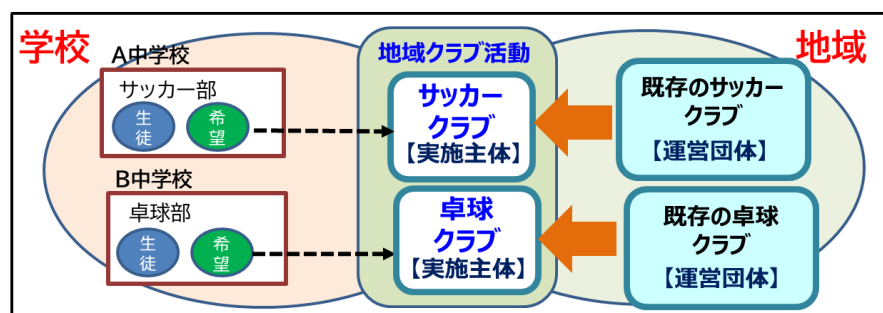 学校
地域
地域クラブ活動
A中学校
サッカー部
生徒
希望
サッカー
クラブ
【実施主体】
既存のサッカー
クラブ
【運営団体】
B中学校
卓球部
生徒
希望
卓球
クラブ
【実施主体】
既存の卓球
クラブ
【運営団体】